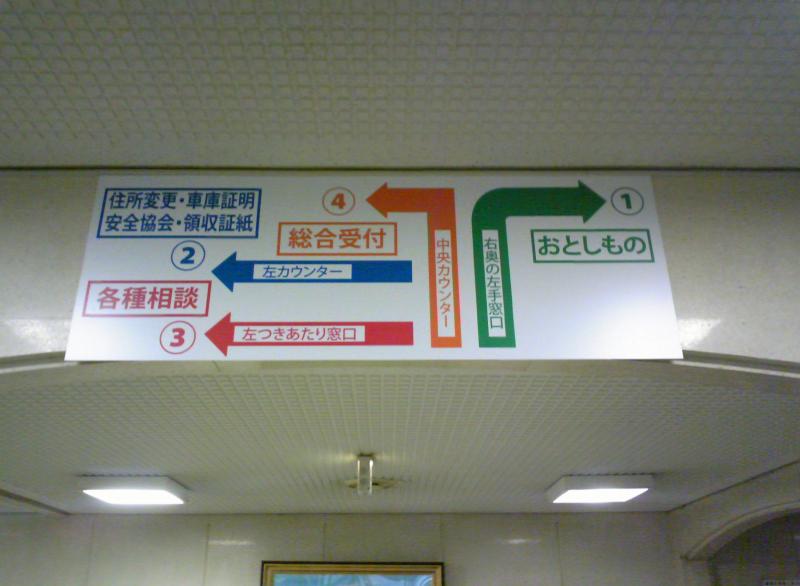 住所変更・車庫証明
安全協会・領収証紙
②
左カウンター
各種相談
③
左つきあたり窓口
④
総合受付
中央カウンター
①
おとしもの
右奥の左手窓口